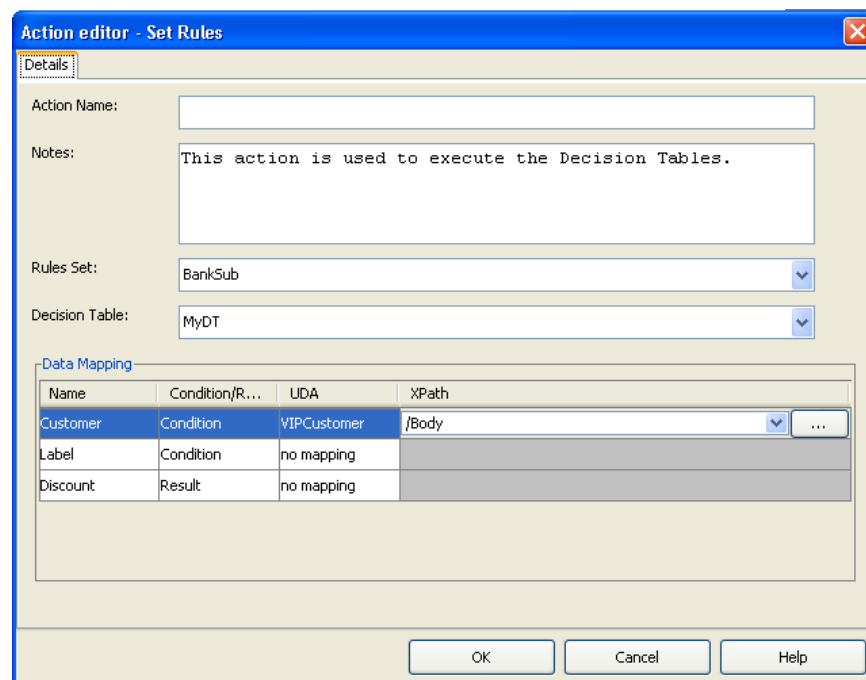 Action editor - Set Rules
Details
Action Name:
Notes:
This action is used to execute the Decision Tables.
Rules Set:
BankSub
Decision Table:
MyDT
Data Mapping
Name Condition/R... UDA XPath
Customer Condition VIPCustomer /Body ...
Label Condition no mapping
Discount Result no mapping
OK Cancel Help